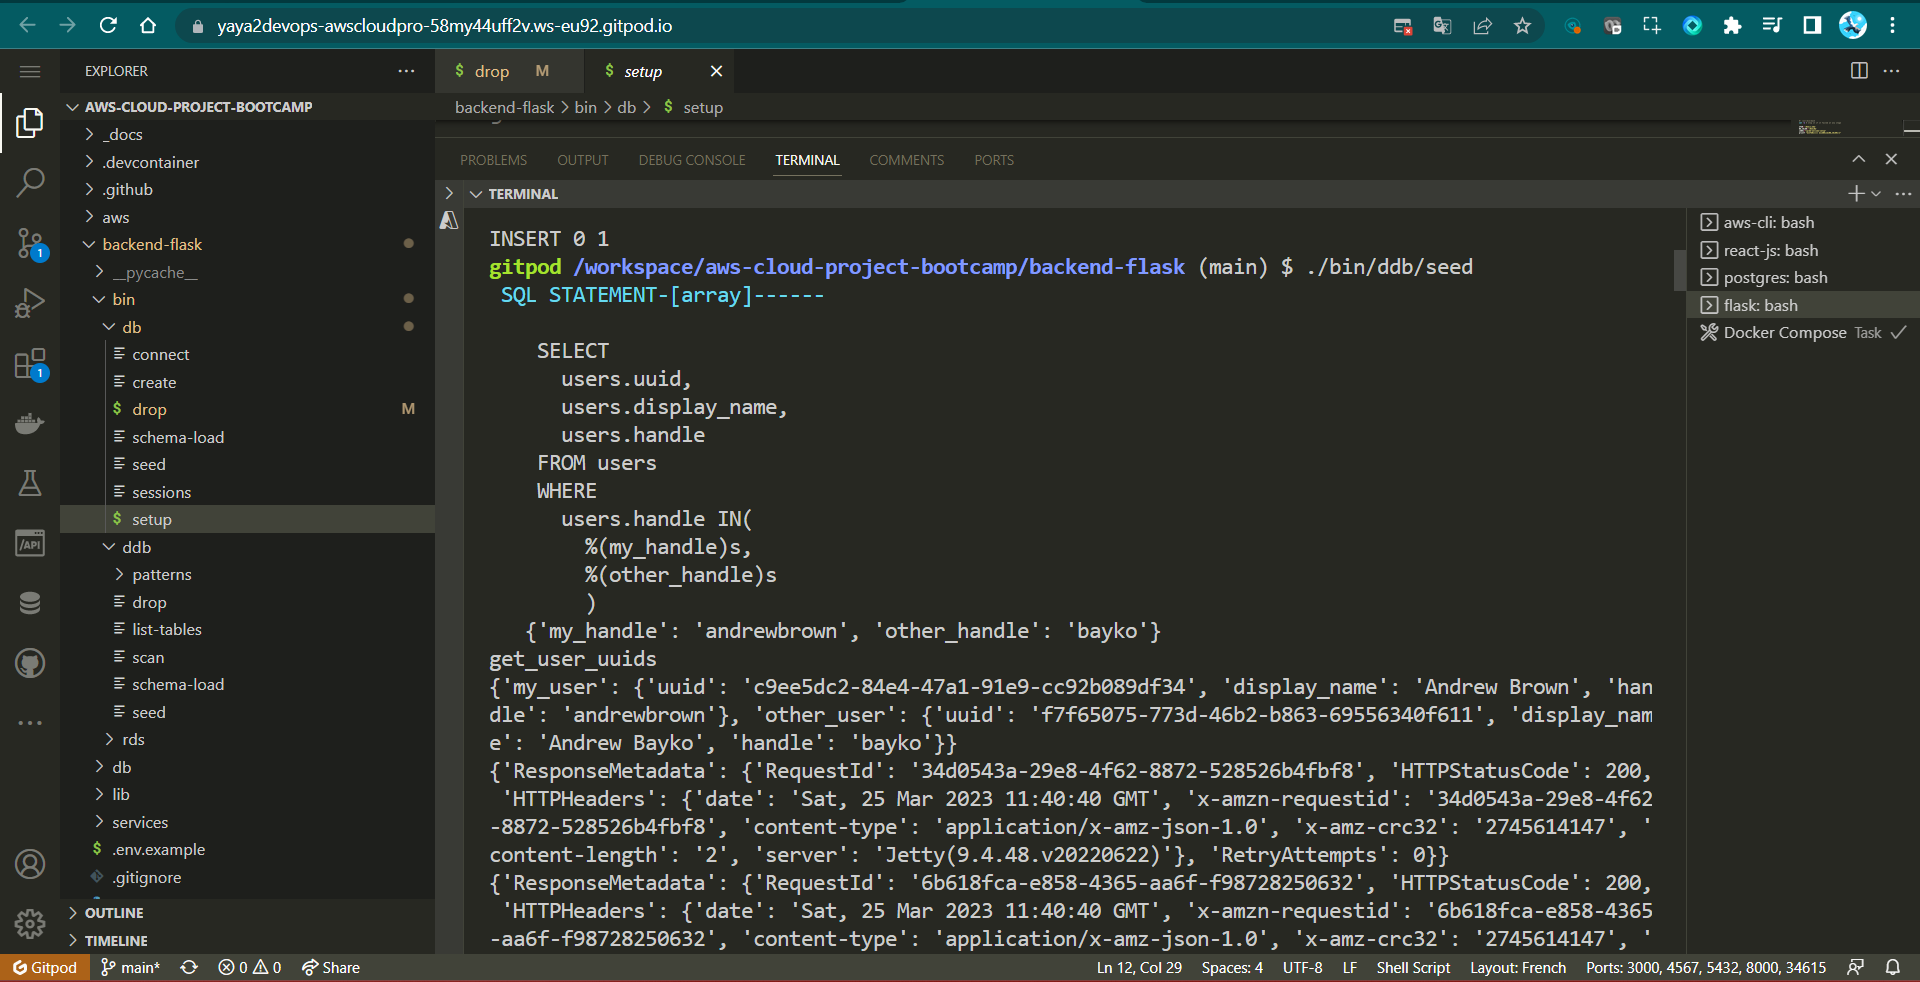 yaya2devops-awscloudpro-58my44uff2v.ws-eu92.gitpod.io
EXPLORER
AWS-CLOUD-PROJECT-BOOTCAMP
_docs
.devcontainer
.github
aws
backend-flask
__pycache__
bin
db
connect
create
$ drop M
schema-load
seed
sessions
$ setup
ddb
patterns
drop
list-tables
scan
schema-load
seed
rds
db
lib
services
$ .env.example
.gitignore
OUTLINE
TIMELINE
1
1
/API
$ drop M
$ setup
backend-flask > bin > db > $ setup
PROBLEMS OUTPUT DEBUG CONSOLE TERMINAL COMMENTS PORTS
TERMINAL
INSERT 0 1
gitpod /workspace/aws-cloud-project-bootcamp/backend-flask (main) $ ./bin/ddb/seed
SQL STATEMENT-[array]------
SELECT
users.uuid,
users.display_name,
users.handle
FROM users
WHERE
users.handle IN(
%(my_handle)s,
%(other_handle)s
)
{'my_handle': 'andrewbrown', 'other_handle': 'bayko'}
get_user_uuids
{'my_user': {'uuid': 'c9ee5dc2-84e4-47a1-91e9-cc92b089df34', 'display_name': 'Andrew Brown', 'han
dle': 'andrewbrown'}, 'other_user': {'uuid': 'f7f65075-773d-46b2-b863-69556340f611', 'display_nam
e': 'Andrew Bayko', 'handle': 'bayko'}}
{'ResponseMetadata': {'RequestId': '34d0543a-29e8-4f62-8872-528526b4fbf8', 'HTTPStatusCode': 200,
'HTTPHeaders': {'date': 'Sat, 25 Mar 2023 11:40:40 GMT', 'x-amzn-requestid': '34d0543a-29e8-4f62
-8872-528526b4fbf8', 'content-type': 'application/x-amz-json-1.0', 'x-amz-crc32': '2745614147', '
content-length': '2', 'server': 'Jetty(9.4.48.v20220622)'}, 'RetryAttempts': 0}}
{'ResponseMetadata': {'RequestId': '6b618fca-e858-4365-aa6f-f98728250632', 'HTTPStatusCode': 200,
'HTTPHeaders': {'date': 'Sat, 25 Mar 2023 11:40:40 GMT', 'x-amzn-requestid': '6b618fca-e858-4365
-aa6f-f98728250632', 'content-type': 'application/x-amz-json-1.0', 'x-amz-crc32': '2745614147', '
aws-cli: bash
react-js: bash
postgres: bash
flask: bash
Docker Compose Task
Gitpod main* 0 0 Share
Ln 12, Col 29 Spaces: 4 UTF-8 LF Shell Script Layout: French Ports: 3000, 4567, 5432, 8000, 34615